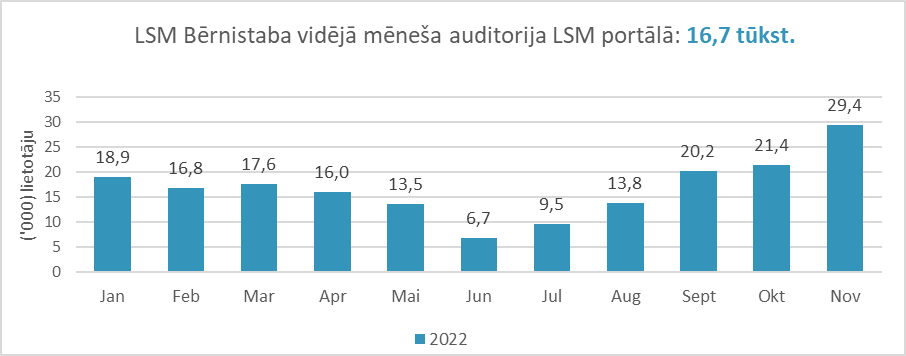 LSM Bērnistaba vidējā mēneša auditorija LSM portālā: 16,7 tūkst.
('000) lietotāju
35
30
25
20
15
10
5
0
18,9 16,8 17,6 16,0 13,5 6,7 9,5 13,8 20,2 21,4 29,4
Jan Feb Mar Apr Mai Jun Jul Aug Sept Okt Nov
2022